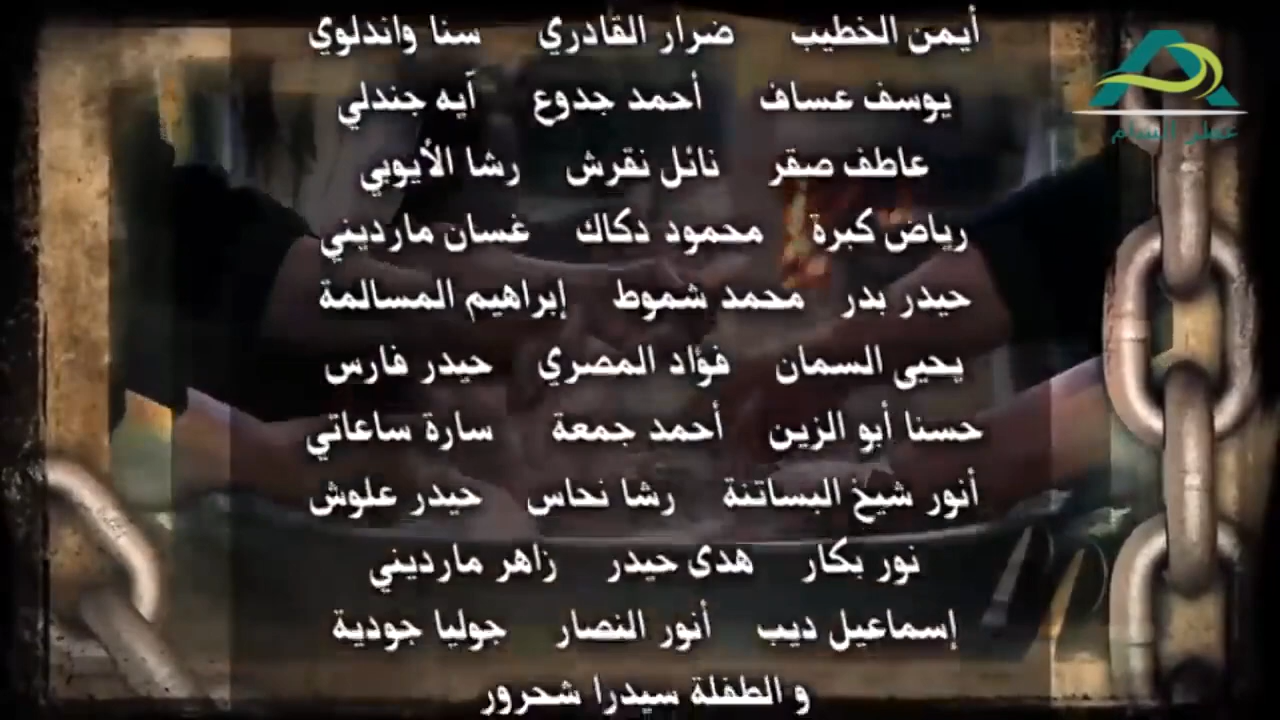 أيمن الخطيب ضرار القادري سنا واندلوي
يوسف عساف أحمد جدوع آيه جندلي
عاطف صقر نائل نقرش رشا الأيوبي
رياض كبرة محمود دكاك غسان مارديني
حيدر بدر محمد شموط إبراهيم المسالمة
يحيى السمان فؤاد المصري حيدر فارس
حسنا أبو الزين أحمد جمعة سارة ساعاتي
أنور شيخ البساتنة رشا نحاس حيدر علوش
نور بكار هدى حيدر زاهر مارديني
إسماعيل ديب أنور النصار جوليا جودية
و الطفلة سيدرا شحرور
عطر الشام